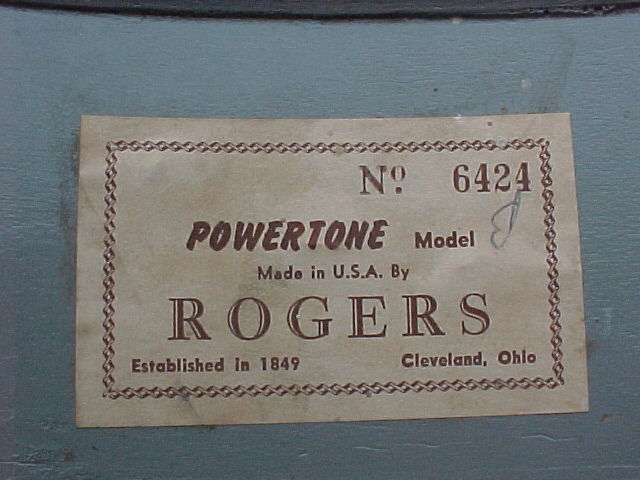 Nº 6424
POWERTONE Model
Made in U.S.A. By
ROGERS
Established in 1849 Cleveland, Ohio